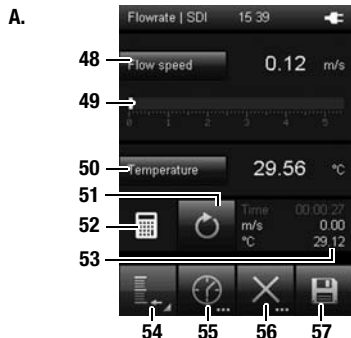 A.
Flowrate | SDI 15 39
48
Flow speed 0.12 m/s
49
0 1 2 3 4 5
50
Temperature 29.56 °C
51
52
Time 00:00:27
m/s 0.00
°C 29.12
53
54 55 56 57